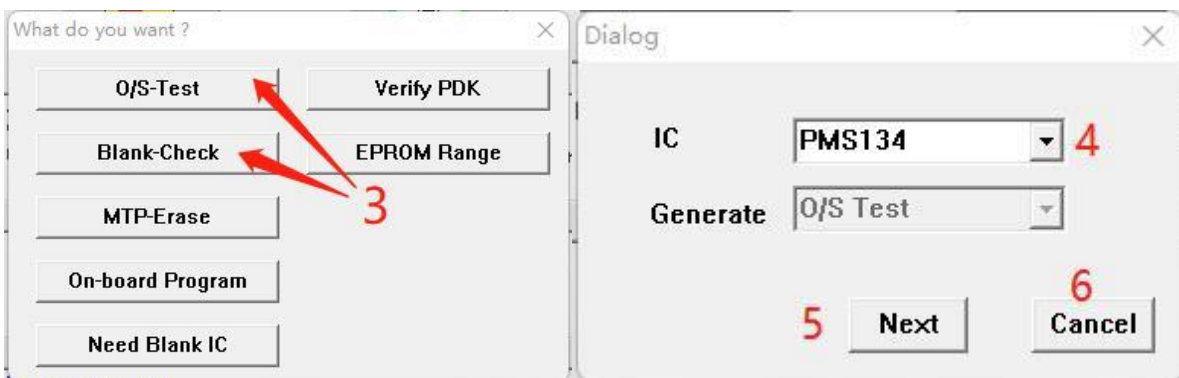 What do you want ?
O/S-Test
Verify PDK
Blank-Check
EPROM Range
MTP-Erase
3
On-board Program
Need Blank IC
Dialog
IC
PMS134
4
Generate
O/S Test
5
Next
6
Cancel